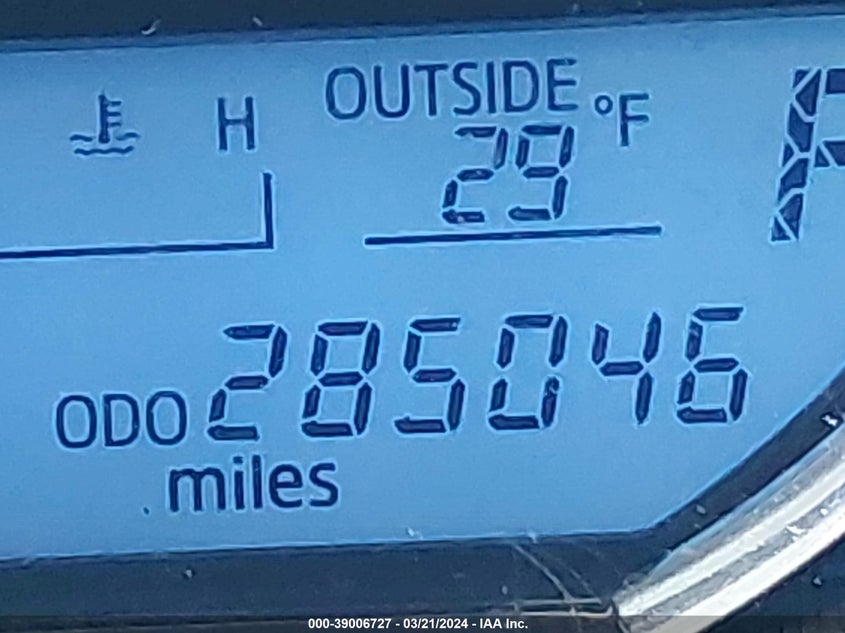 OUTSIDE °F
H 29
ODO 285046
miles
000-39006727 - 03/21/2024 - IAA Inc.